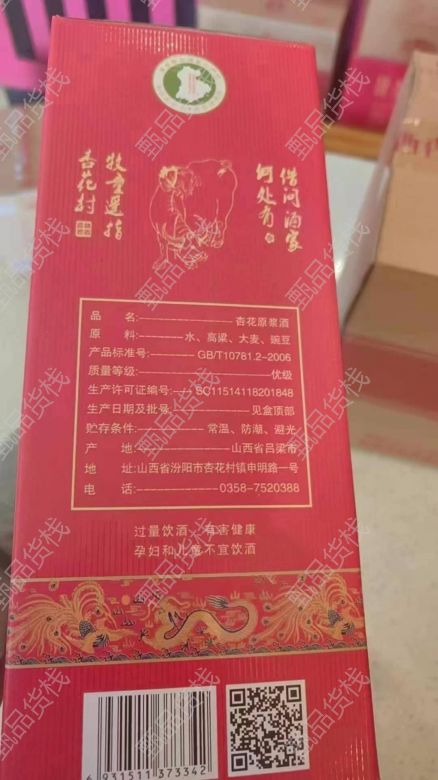 借问酒家
何处有
牧童遥指
杏花村
品 名:------------杏花原浆酒
原 料:-------水、高粱、大麦、豌豆
产品标准号:-------GB/T10781.2-2006
质量等级:----------------优级
生产许可证编号:---SC11514118201848
生产日期及批号:------------见盒顶部
贮存条件:--------常温、防潮、避光
产 地:------------山西省吕梁市
地 址:山西省汾阳市杏花村镇申明路一号
电 话:------------0358-7520388
过量饮酒 有害健康
孕妇和儿童不宜饮酒
6 931511 373342
甄品货栈